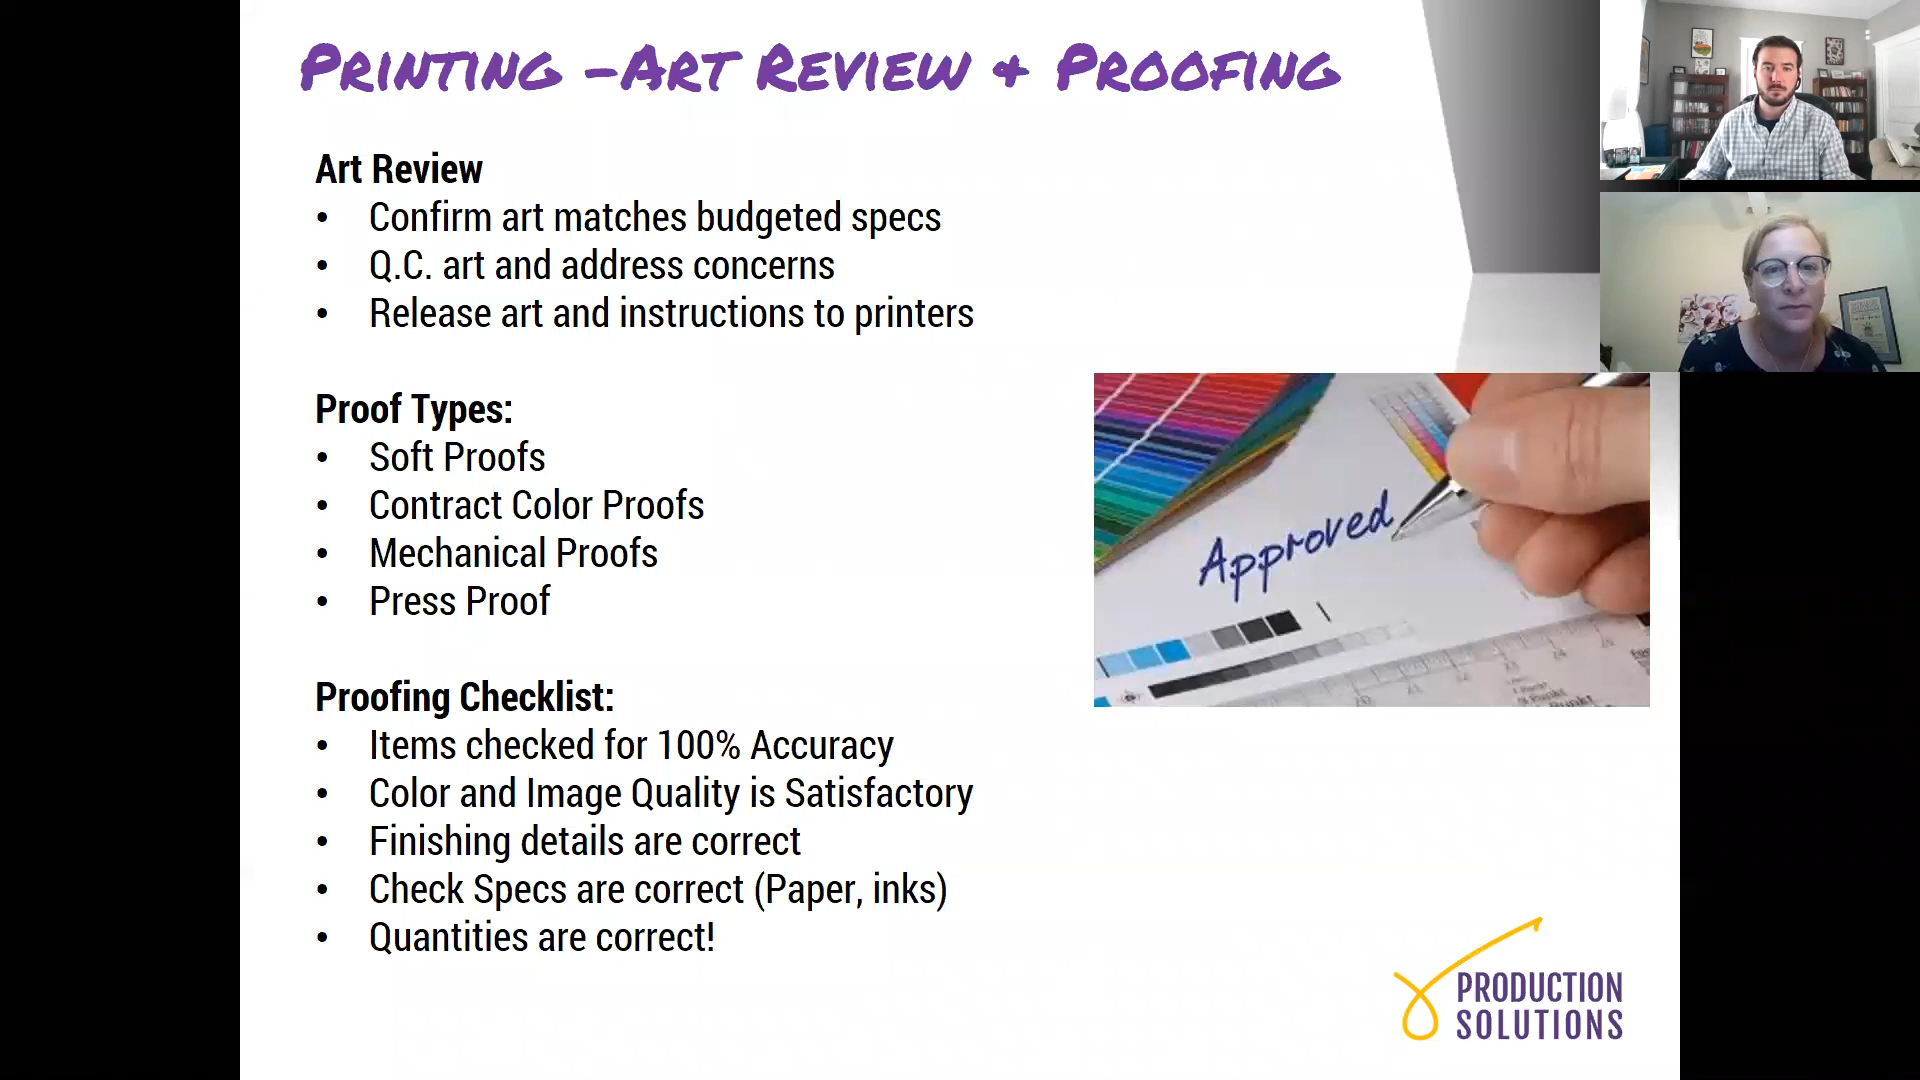 PRINTING -ART REVIEW & PROOFING
Art Review
• Confirm art matches budgeted specs
• Q.C. art and address concerns
• Release art and instructions to printers
Proof Types:
• Soft Proofs
• Contract Color Proofs
• Mechanical Proofs
• Press Proof
Approved
Proofing Checklist:
• Items checked for 100% Accuracy
• Color and Image Quality is Satisfactory
• Finishing details are correct
• Check Specs are correct (Paper, inks)
• Quantities are correct!
PRODUCTION
SOLUTIONS